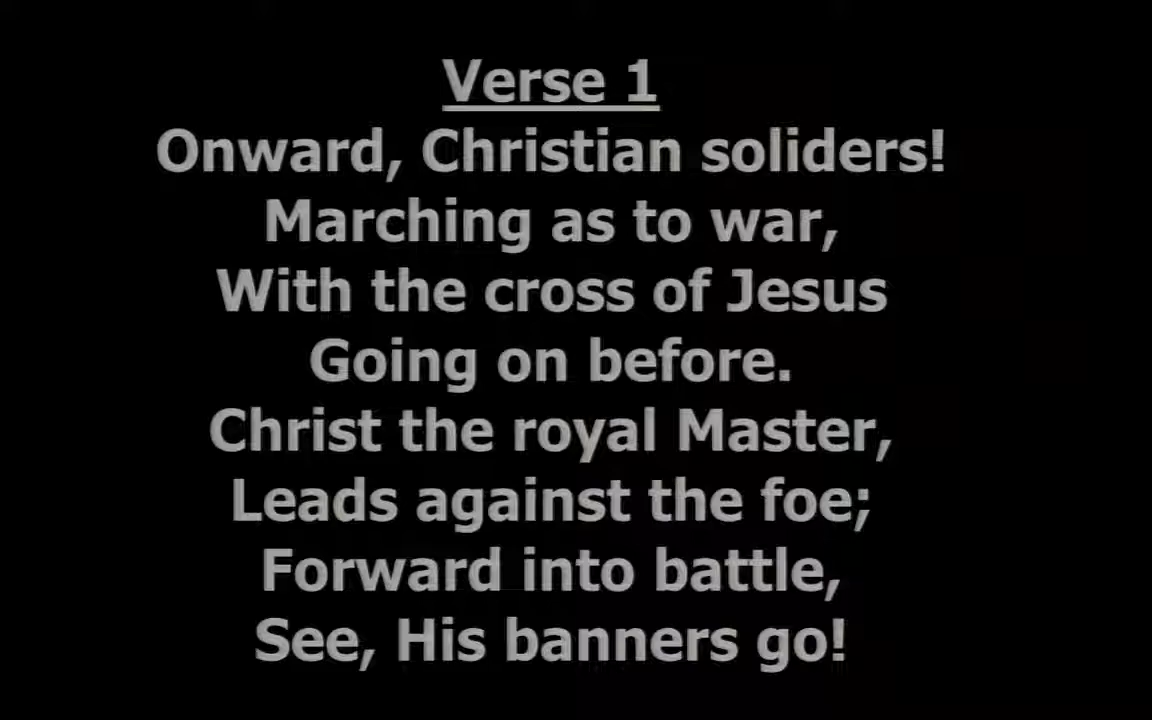 Verse 1
Onward, Christian soliders!
Marching as to war,
With the cross of Jesus
Going on before.
Christ the royal Master,
Leads against the foe;
Forward into battle,
See, His banners go!